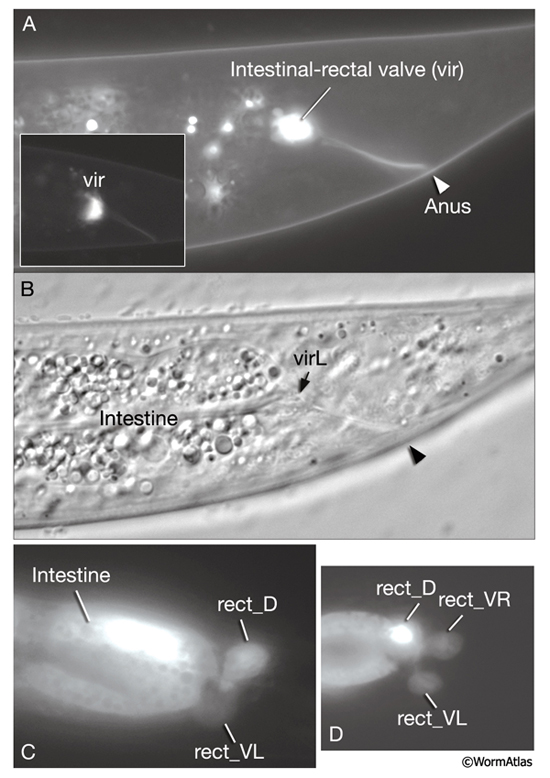 A
Intestinal-rectal valve (vir)
vir
Anus
B
virL
Intestine
Intestine
rect_D
rect_VL
C
rect_D
rect_VR
rect_VL
D
©WormAtlas